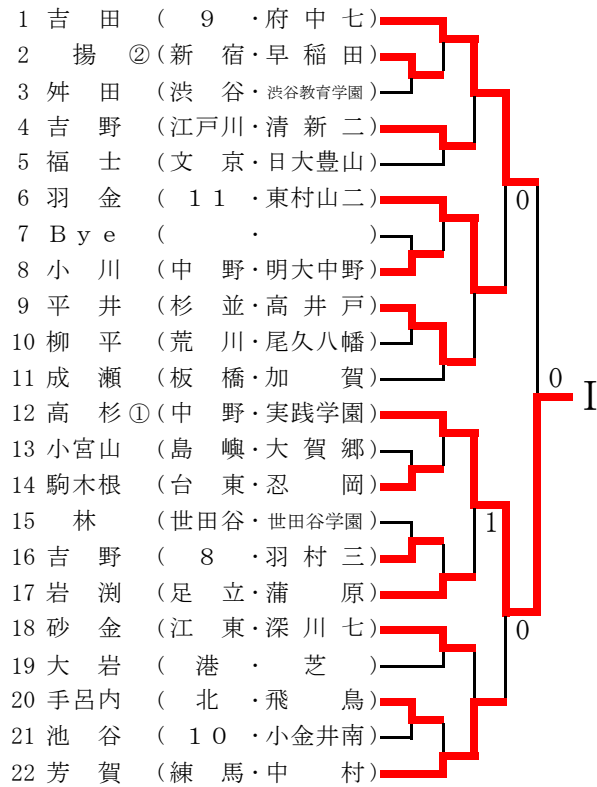 1 吉 田 ( 9 ・府中七)
2 揚 ②(新 宿・早稲田)
3 舛 田 (渋 谷・渋谷教育学園)
4 吉 野 (江戸川・清新二)
5 福 士 (文 京・日大豊山)
6 羽 金 ( 11 ・東村山二)
0
7 Bye ( ・ )
8 小 川 (中 野・明大中野)
9 平 井 (杉 並・高井戸)
10 柳 平 (荒 川・尾久八幡)
11 成 瀬 (板 橋・加 賀)
0
I
12 高 杉①(中 野・実践学園)
13 小宮山 (島 嶼・大賀郷)
14 駒木根 (台 東・忍 岡)
15 林 (世田谷・世田谷学園)
1
16 吉 野 ( 8 ・羽村三)
17 岩 渕 (足 立・蒲 原)
18 砂 金 (江 東・深川七)
0
19 大 岩 ( 港 ・ 芝 )
20 手呂内 ( 北 ・飛 鳥)
21 池 谷 ( 10 ・小金井南)
22 芳 賀 (練 馬・中 村)